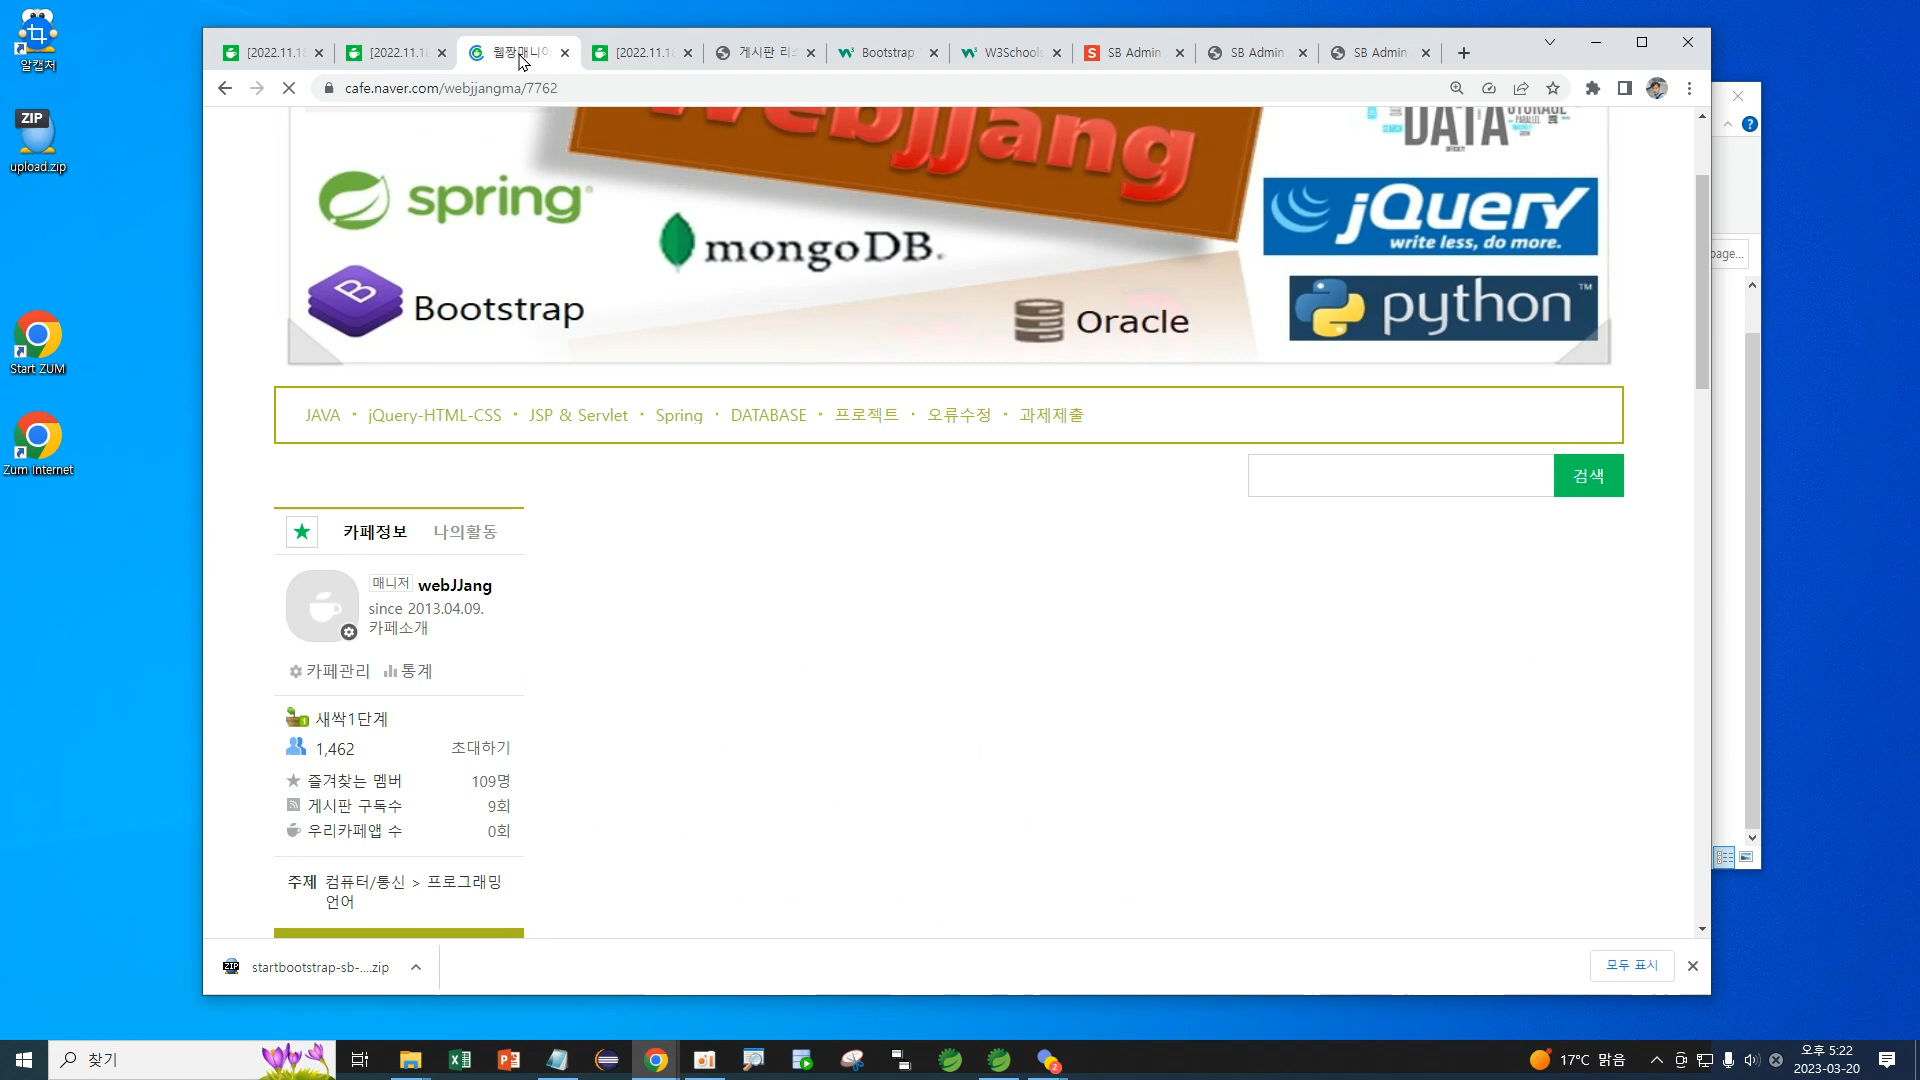 알캡처
ZIP
upload.zip
Start ZUM
Zum Internet
[2022.11.18
[2022.11.18
웹짱매니아
[2022.11.18
게시판 리스
Bootstrap
W3Schools
SB Admin
SB Admin
SB Admin
cafe.naver.com/webjjangma/7762
Webjjang
DATA
spring
mongoDB.
jQuery
write less, do more.
Bootstrap
Oracle
python
page...
JAVA · jQuery-HTML-CSS · JSP & Servlet · Spring · DATABASE · 프로젝트 · 오류수정 · 과제제출
검색
카페정보 나의활동
매니저 webJJang
since 2013.04.09.
카페소개
카페관리 통계
새싹1단계
1,462 초대하기
즐겨찾는 멤버 109명
게시판 구독수 9회
우리카페앱 수 0회
주제 컴퓨터/통신 > 프로그래밍
언어
startbootstrap-sb-....zip
모두 표시
찾기
17°C 맑음
오후 5:22
2023-03-20